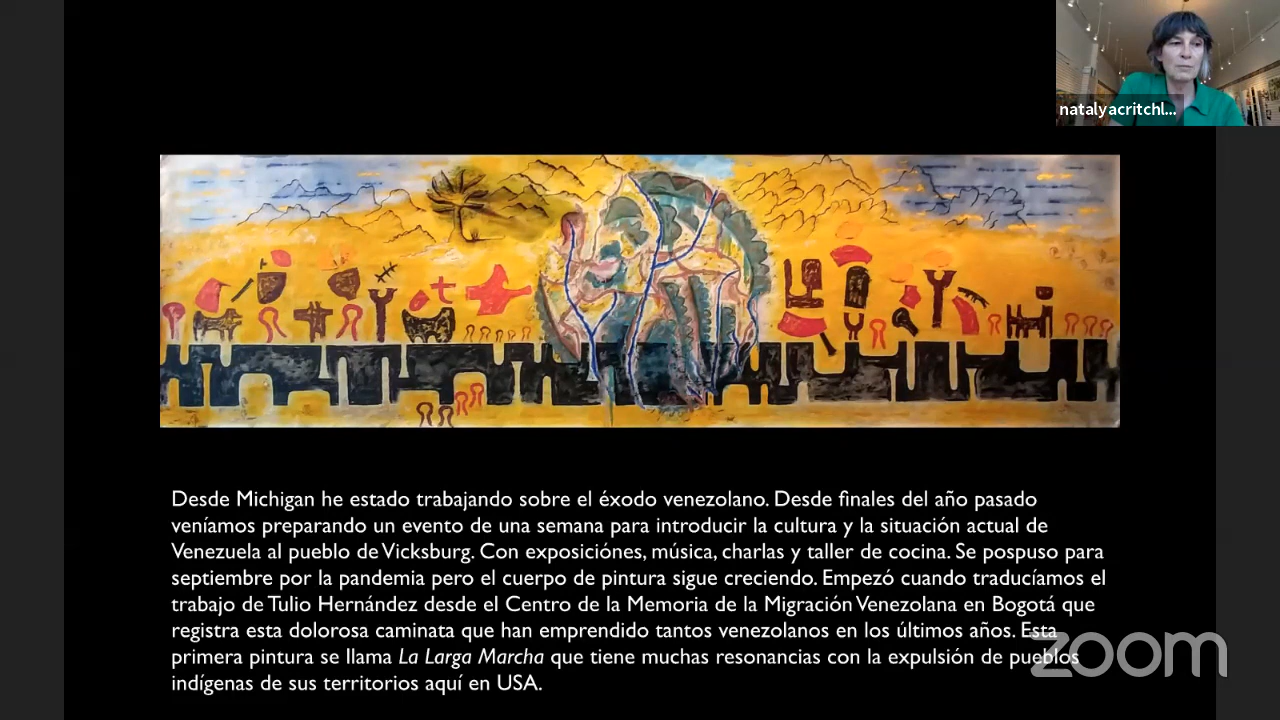 natalyacritchl...
Desde Michigan he estado trabajando sobre el éxodo venezolano. Desde finales del año pasado
veníamos preparando un evento de una semana para introducir la cultura y la situación actual de
Venezuela al pueblo de Vicksburg. Con exposiciónes, música, charlas y taller de cocina. Se pospuso para
septiembre por la pandemia pero el cuerpo de pintura sigue creciendo. Empezó cuando traducíamos el
trabajo de Tulio Hernández desde el Centro de la Memoria de la Migración Venezolana en Bogotá que
registra esta dolorosa caminata que han emprendido tantos venezolanos en los últimos años. Esta
primera pintura se llama La Larga Marcha que tiene muchas resonancias con la expulsión de pueblos
indígenas de sus territorios aquí en USA.
zoom